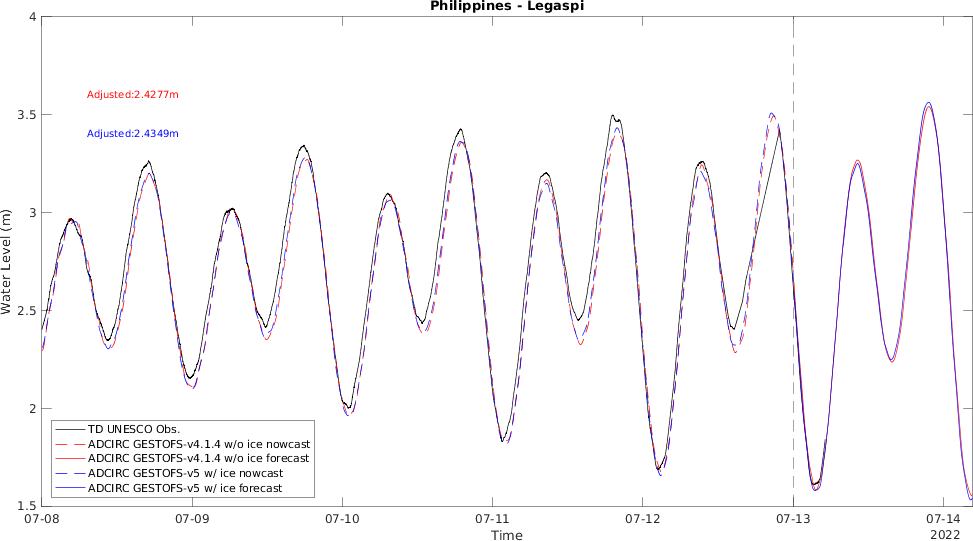 Philippines - Legaspi
4
3.5
3
2.5
2
1.5
Water Level (m)
Adjusted:2.4277m
Adjusted:2.4349m
TD UNESCO Obs.
ADCIRC GESTOFS-v4.1.4 w/o ice nowcast
ADCIRC GESTOFS-v4.1.4 w/o ice forecast
ADCIRC GESTOFS-v5 w/ ice nowcast
ADCIRC GESTOFS-v5 w/ ice forecast
07-08 07-09 07-10 07-11 07-12 07-13 07-14
Time
2022